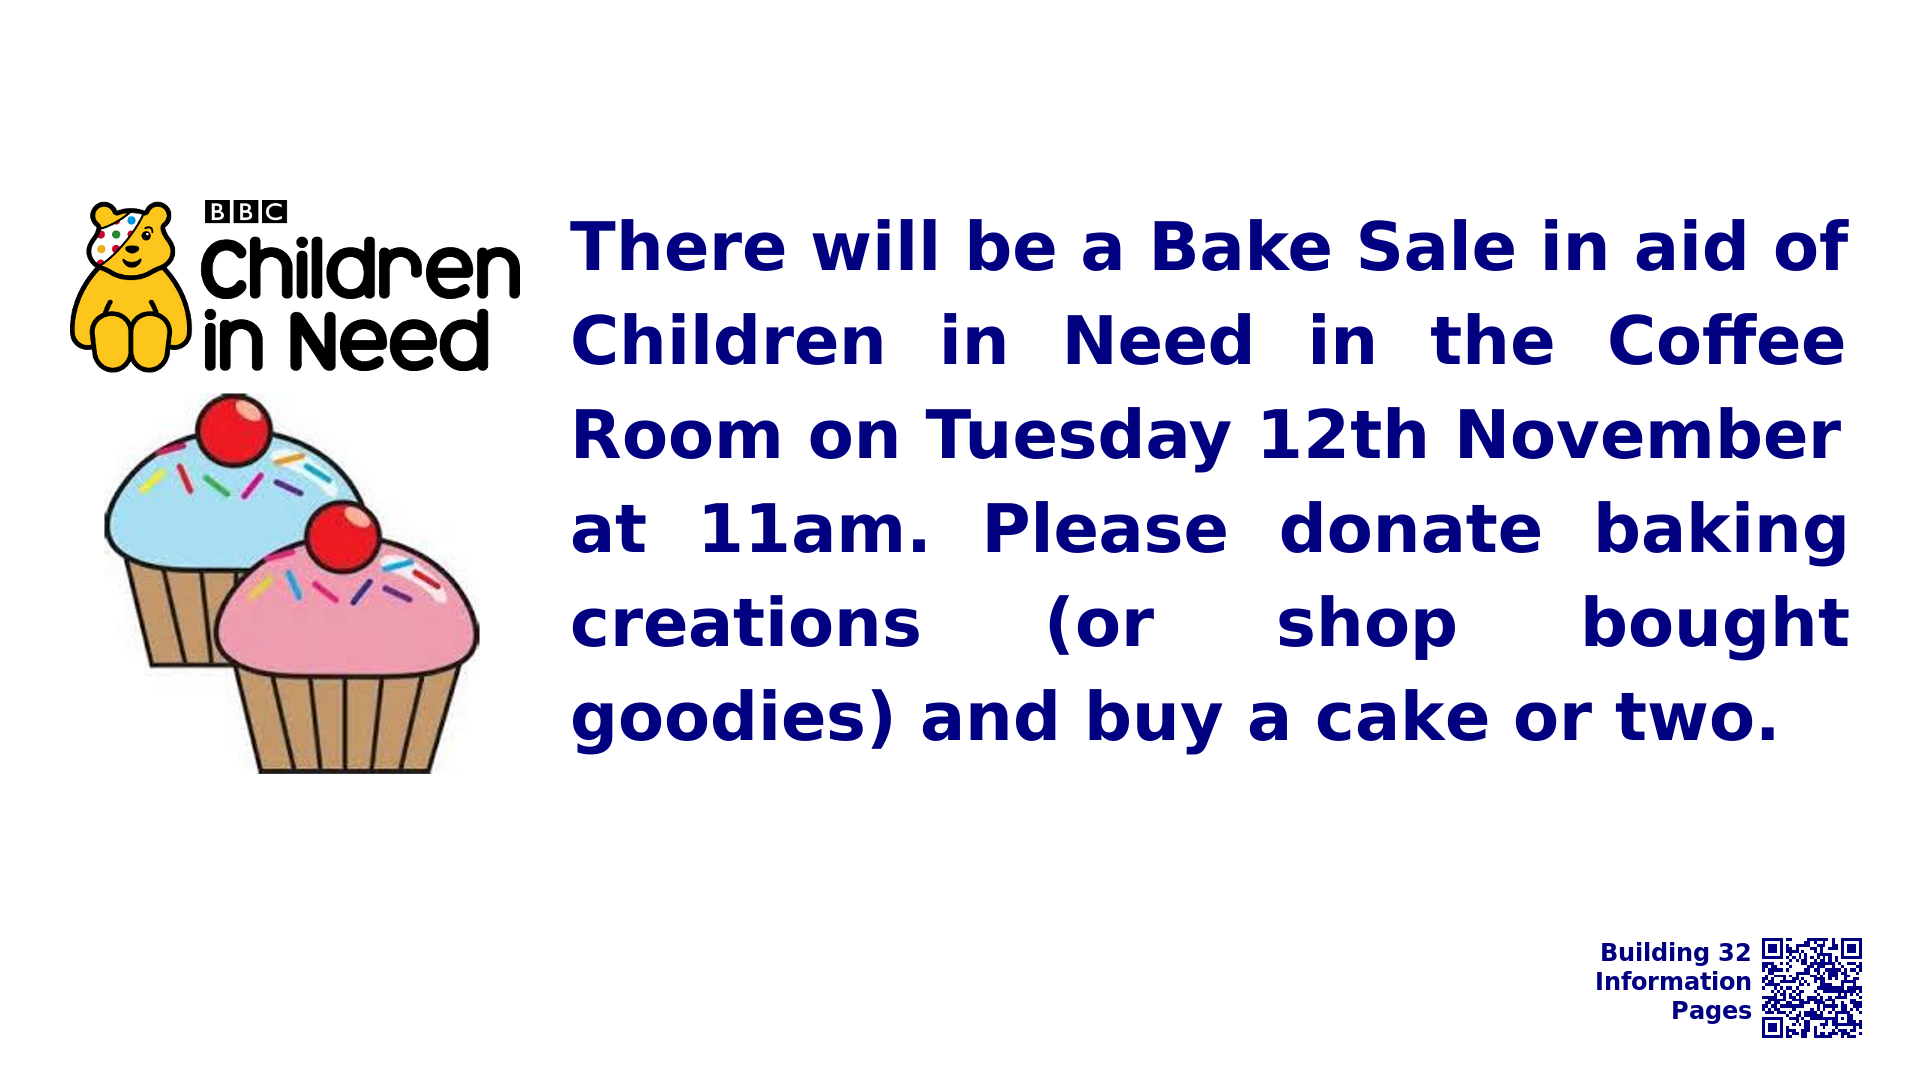 BBC
Children
in Need
There will be a Bake Sale in aid of
Children in Need in the Coffee
Room on Tuesday 12th November
at 11am. Please donate baking
creations (or shop bought
goodies) and buy a cake or two.
Building 32
Information
Pages